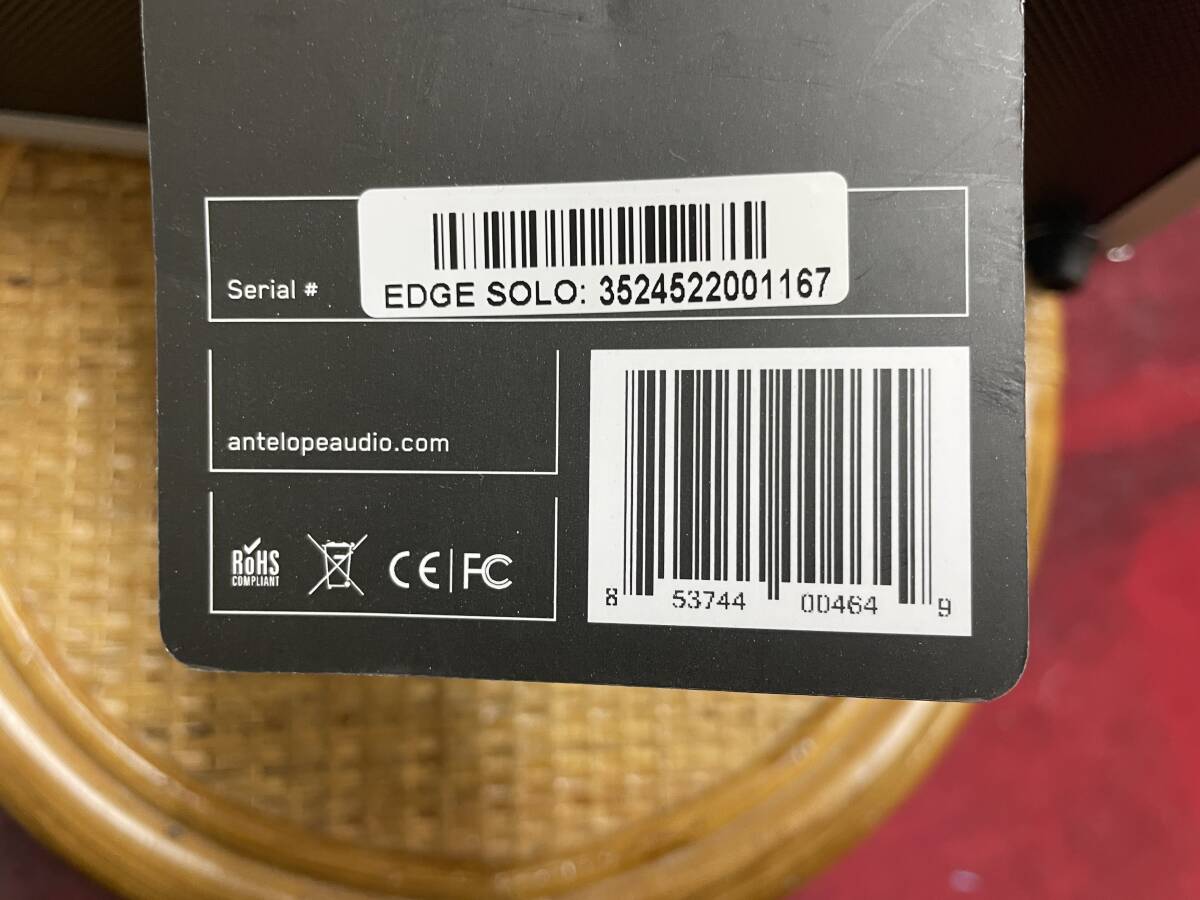 Serial #
EDGE SOLO: 3524522001167
antelopeaudio.com
RoHS
COMPLIANT
CE FC
8 53744 00464 9